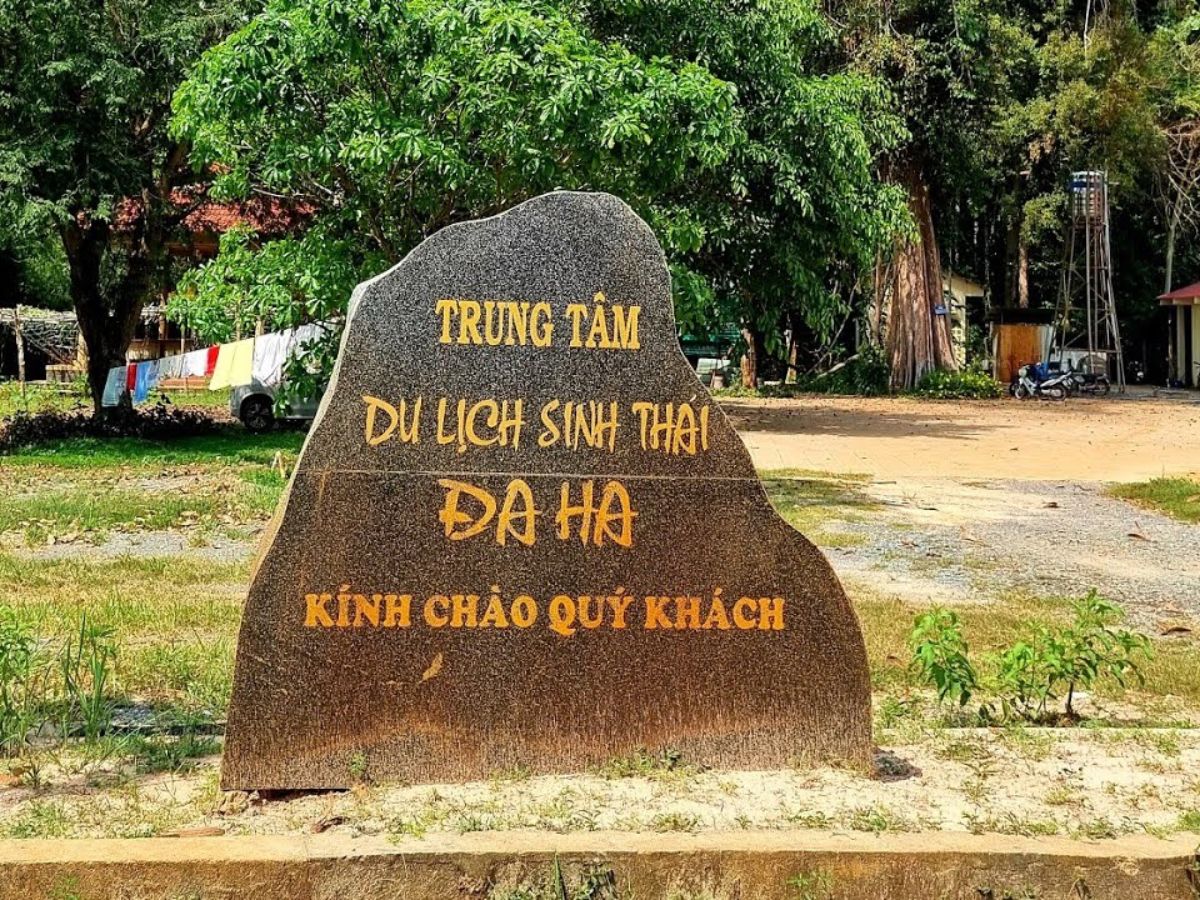 TRUNG TÂM
DU LỊCH SINH THÁI
ĐA HA
KÍNH CHÀO QUÝ KHÁCH